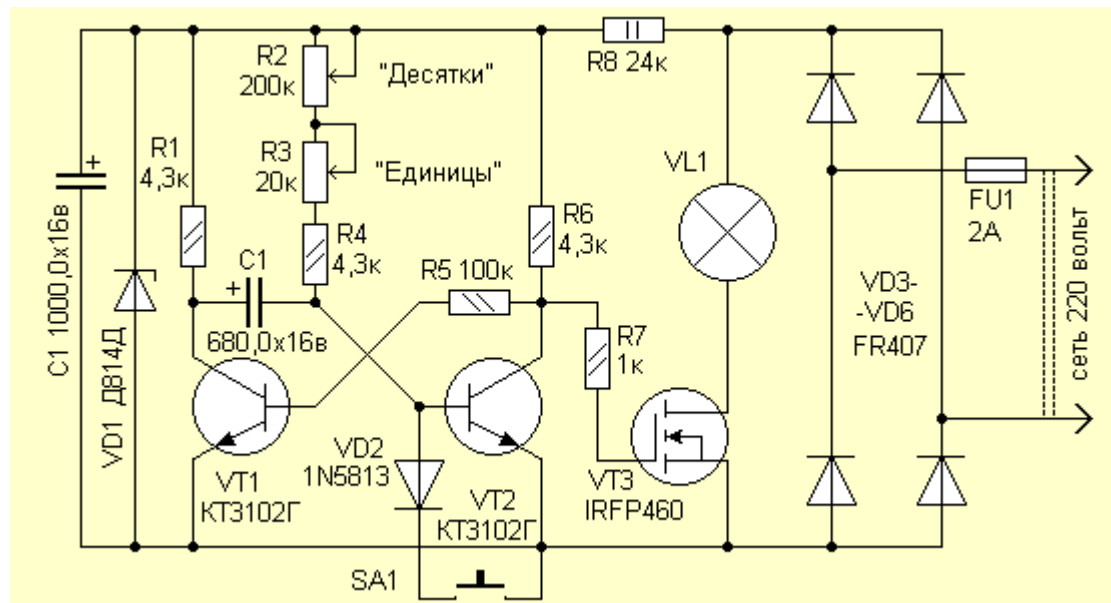 C1 1000,0x16в
+
VD1 Д814Д
R1
4,3к
R2
200к
"Десятки"
R3
20к
"Единицы"
R4
4,3к
C1
+
680,0x16в
R5 100к
R6
4,3к
R7
1к
R8 24к
VL1
VT1
КТ3102Г
VD2
1N5813
VT2
КТ3102Г
VT3
IRFP460
SA1
VD3-
-VD6
FR407
FU1
2А
сеть 220 вольт